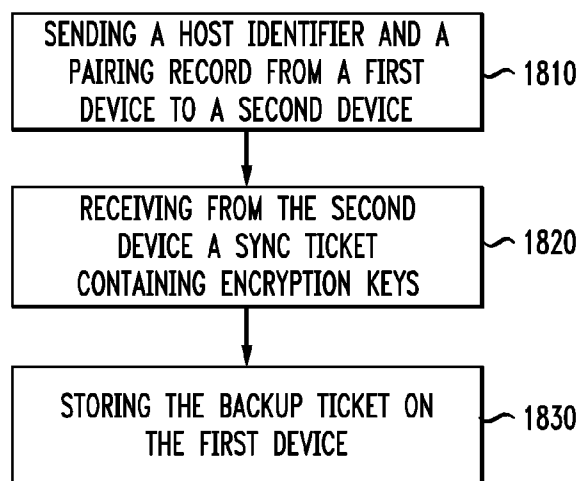 SENDING A HOST IDENTIFIER AND A
PAIRING RECORD FROM A FIRST
DEVICE TO A SECOND DEVICE
1810
RECEIVING FROM THE SECOND
DEVICE A SYNC TICKET
CONTAINING ENCRYPTION KEYS
1820
STORING THE BACKUP TICKET ON
THE FIRST DEVICE
1830